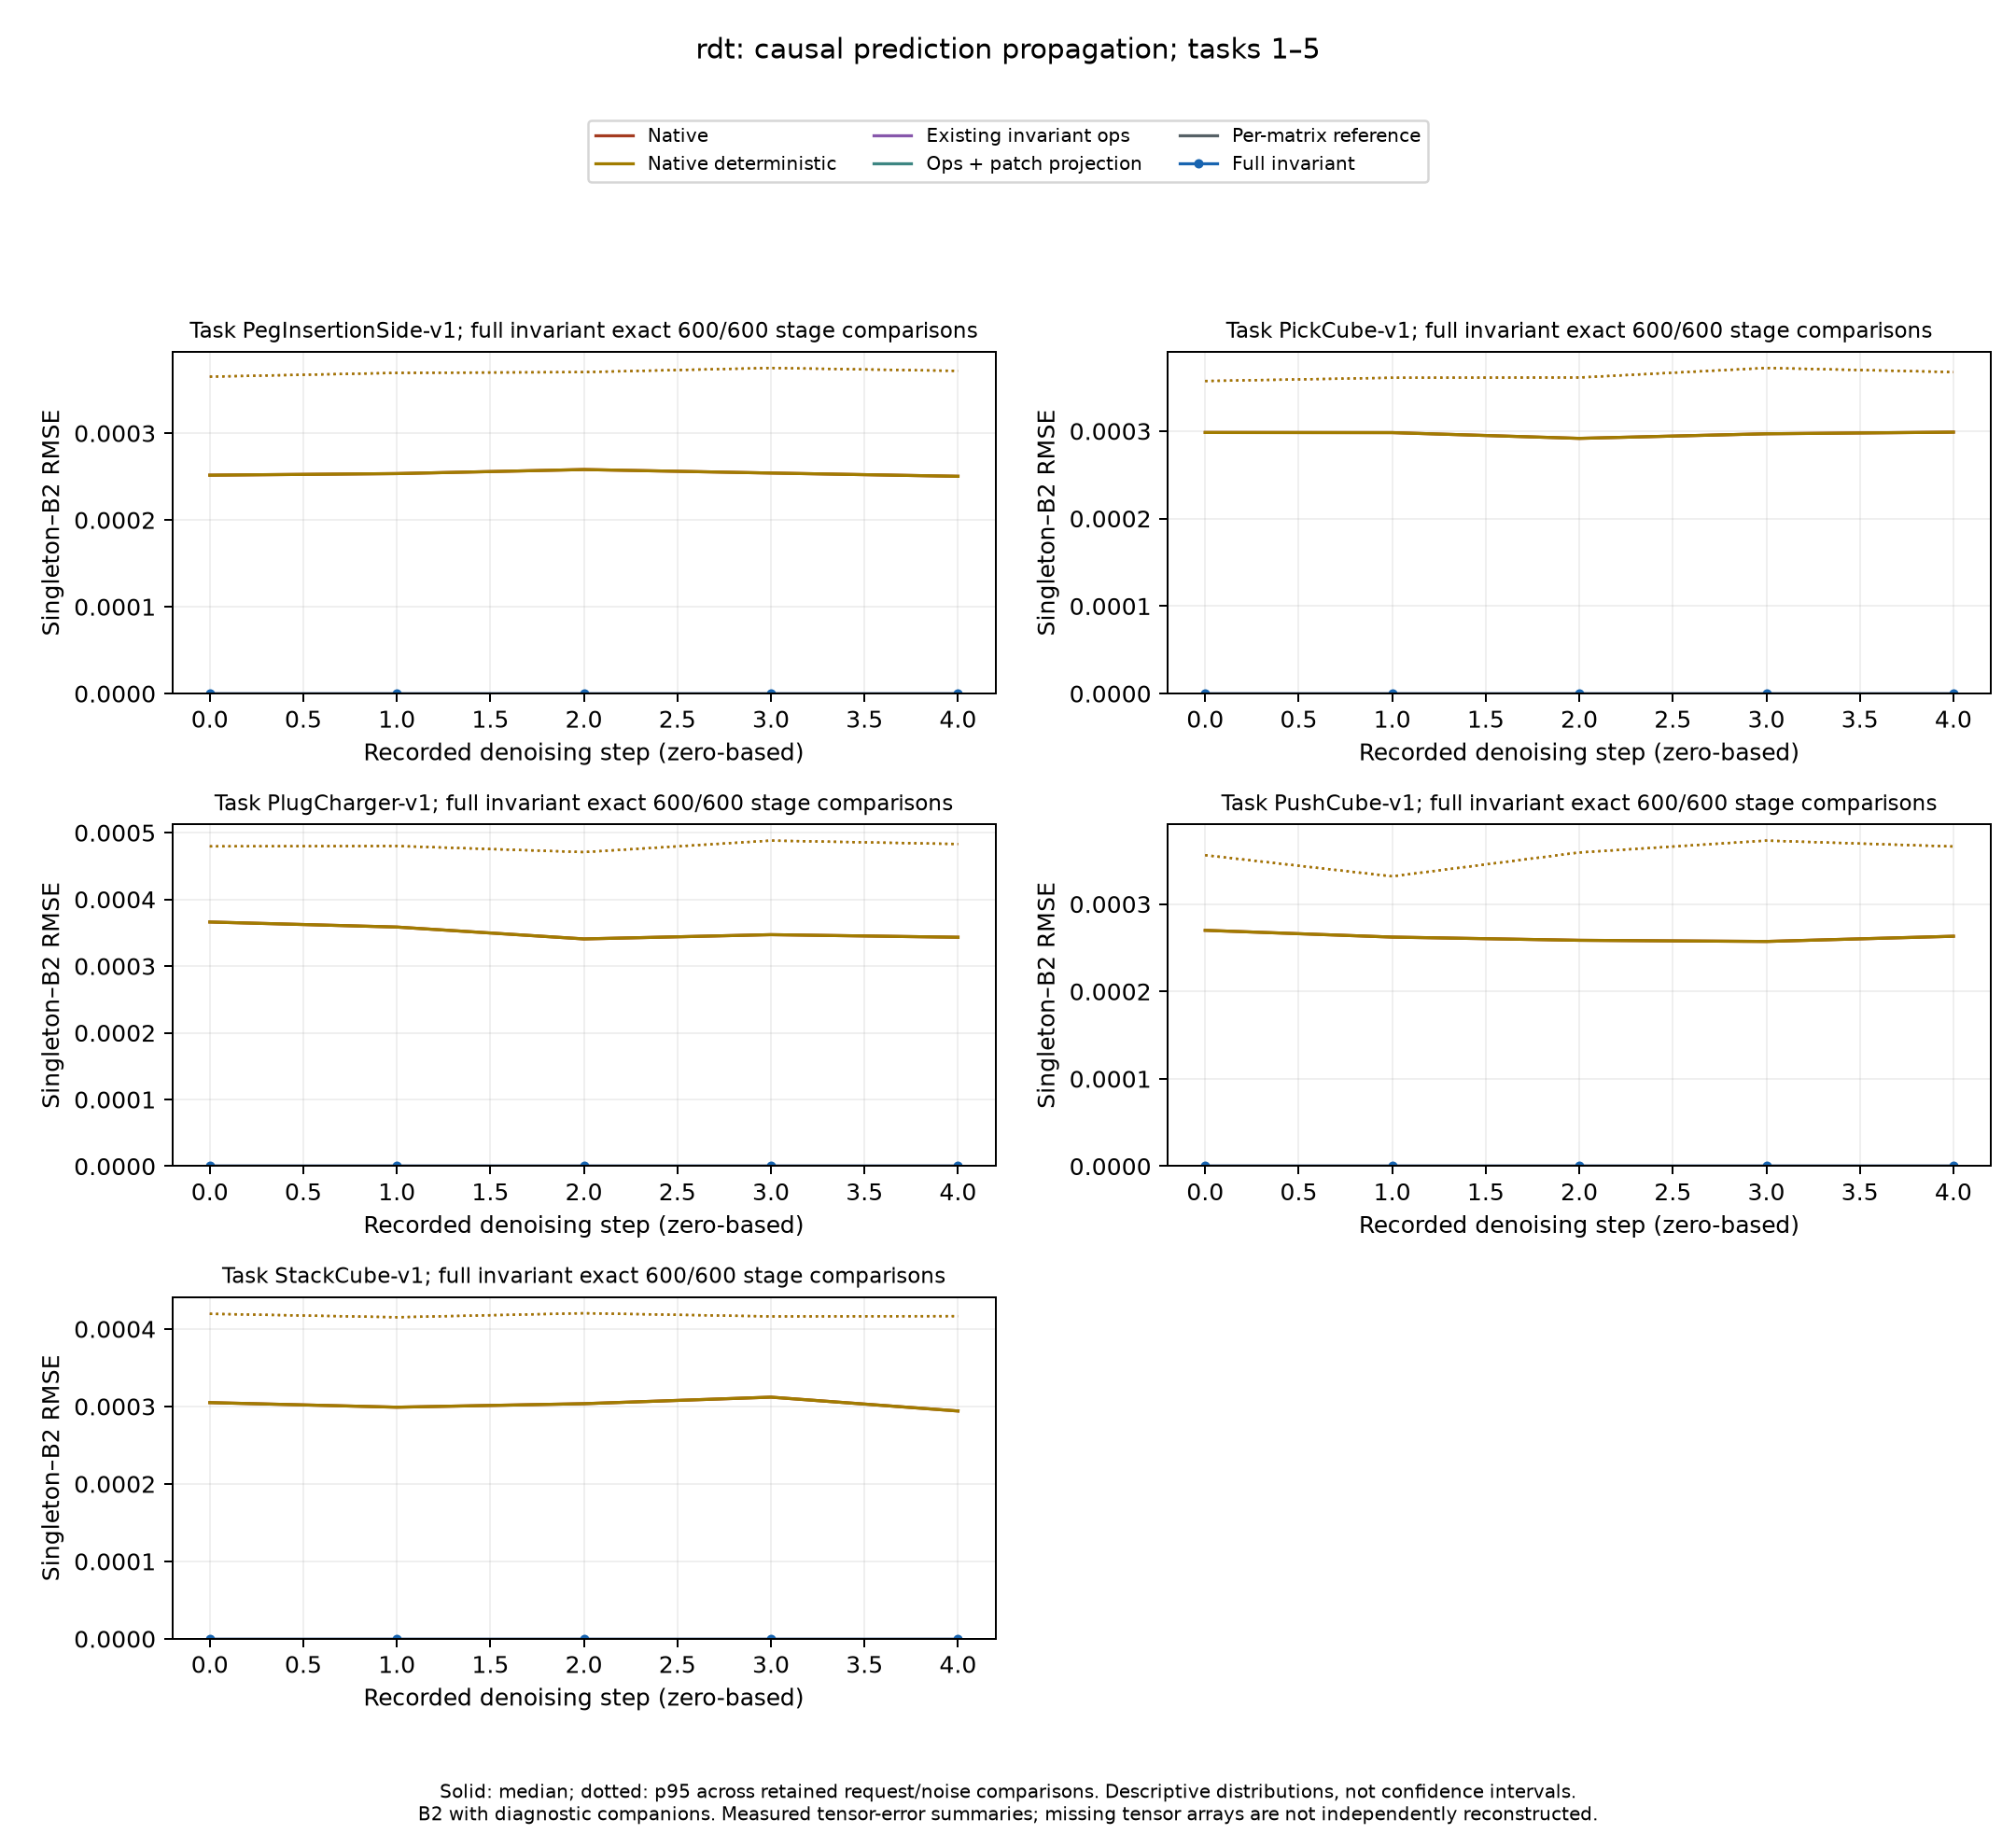 rdt: causal prediction propagation; tasks 1–5
Native
Native deterministic
Existing invariant ops
Ops + patch projection
Per-matrix reference
Full invariant
Task PegInsertionSide-v1; full invariant exact 600/600 stage comparisons
Singleton–B2 RMSE
0.0003
0.0002
0.0001
0.0000
0.0 0.5 1.0 1.5 2.0 2.5 3.0 3.5 4.0
Recorded denoising step (zero-based)
Task PickCube-v1; full invariant exact 600/600 stage comparisons
Singleton–B2 RMSE
0.0003
0.0002
0.0001
0.0000
0.0 0.5 1.0 1.5 2.0 2.5 3.0 3.5 4.0
Recorded denoising step (zero-based)
Task PlugCharger-v1; full invariant exact 600/600 stage comparisons
Singleton–B2 RMSE
0.0005
0.0004
0.0003
0.0002
0.0001
0.0000
0.0 0.5 1.0 1.5 2.0 2.5 3.0 3.5 4.0
Recorded denoising step (zero-based)
Task PushCube-v1; full invariant exact 600/600 stage comparisons
Singleton–B2 RMSE
0.0003
0.0002
0.0001
0.0000
0.0 0.5 1.0 1.5 2.0 2.5 3.0 3.5 4.0
Recorded denoising step (zero-based)
Task StackCube-v1; full invariant exact 600/600 stage comparisons
Singleton–B2 RMSE
0.0004
0.0003
0.0002
0.0001
0.0000
0.0 0.5 1.0 1.5 2.0 2.5 3.0 3.5 4.0
Recorded denoising step (zero-based)
Solid: median; dotted: p95 across retained request/noise comparisons. Descriptive distributions, not confidence intervals.
B2 with diagnostic companions. Measured tensor-error summaries; missing tensor arrays are not independently reconstructed.